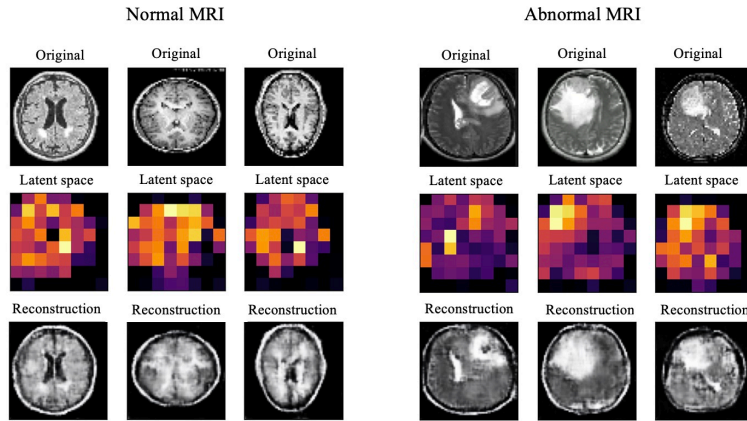 Normal MRI Abnormal MRI
Original Original Original Original Original Original
Latent space Latent space Latent space Latent space Latent space Latent space
Reconstruction Reconstruction Reconstruction Reconstruction Reconstruction Reconstruction